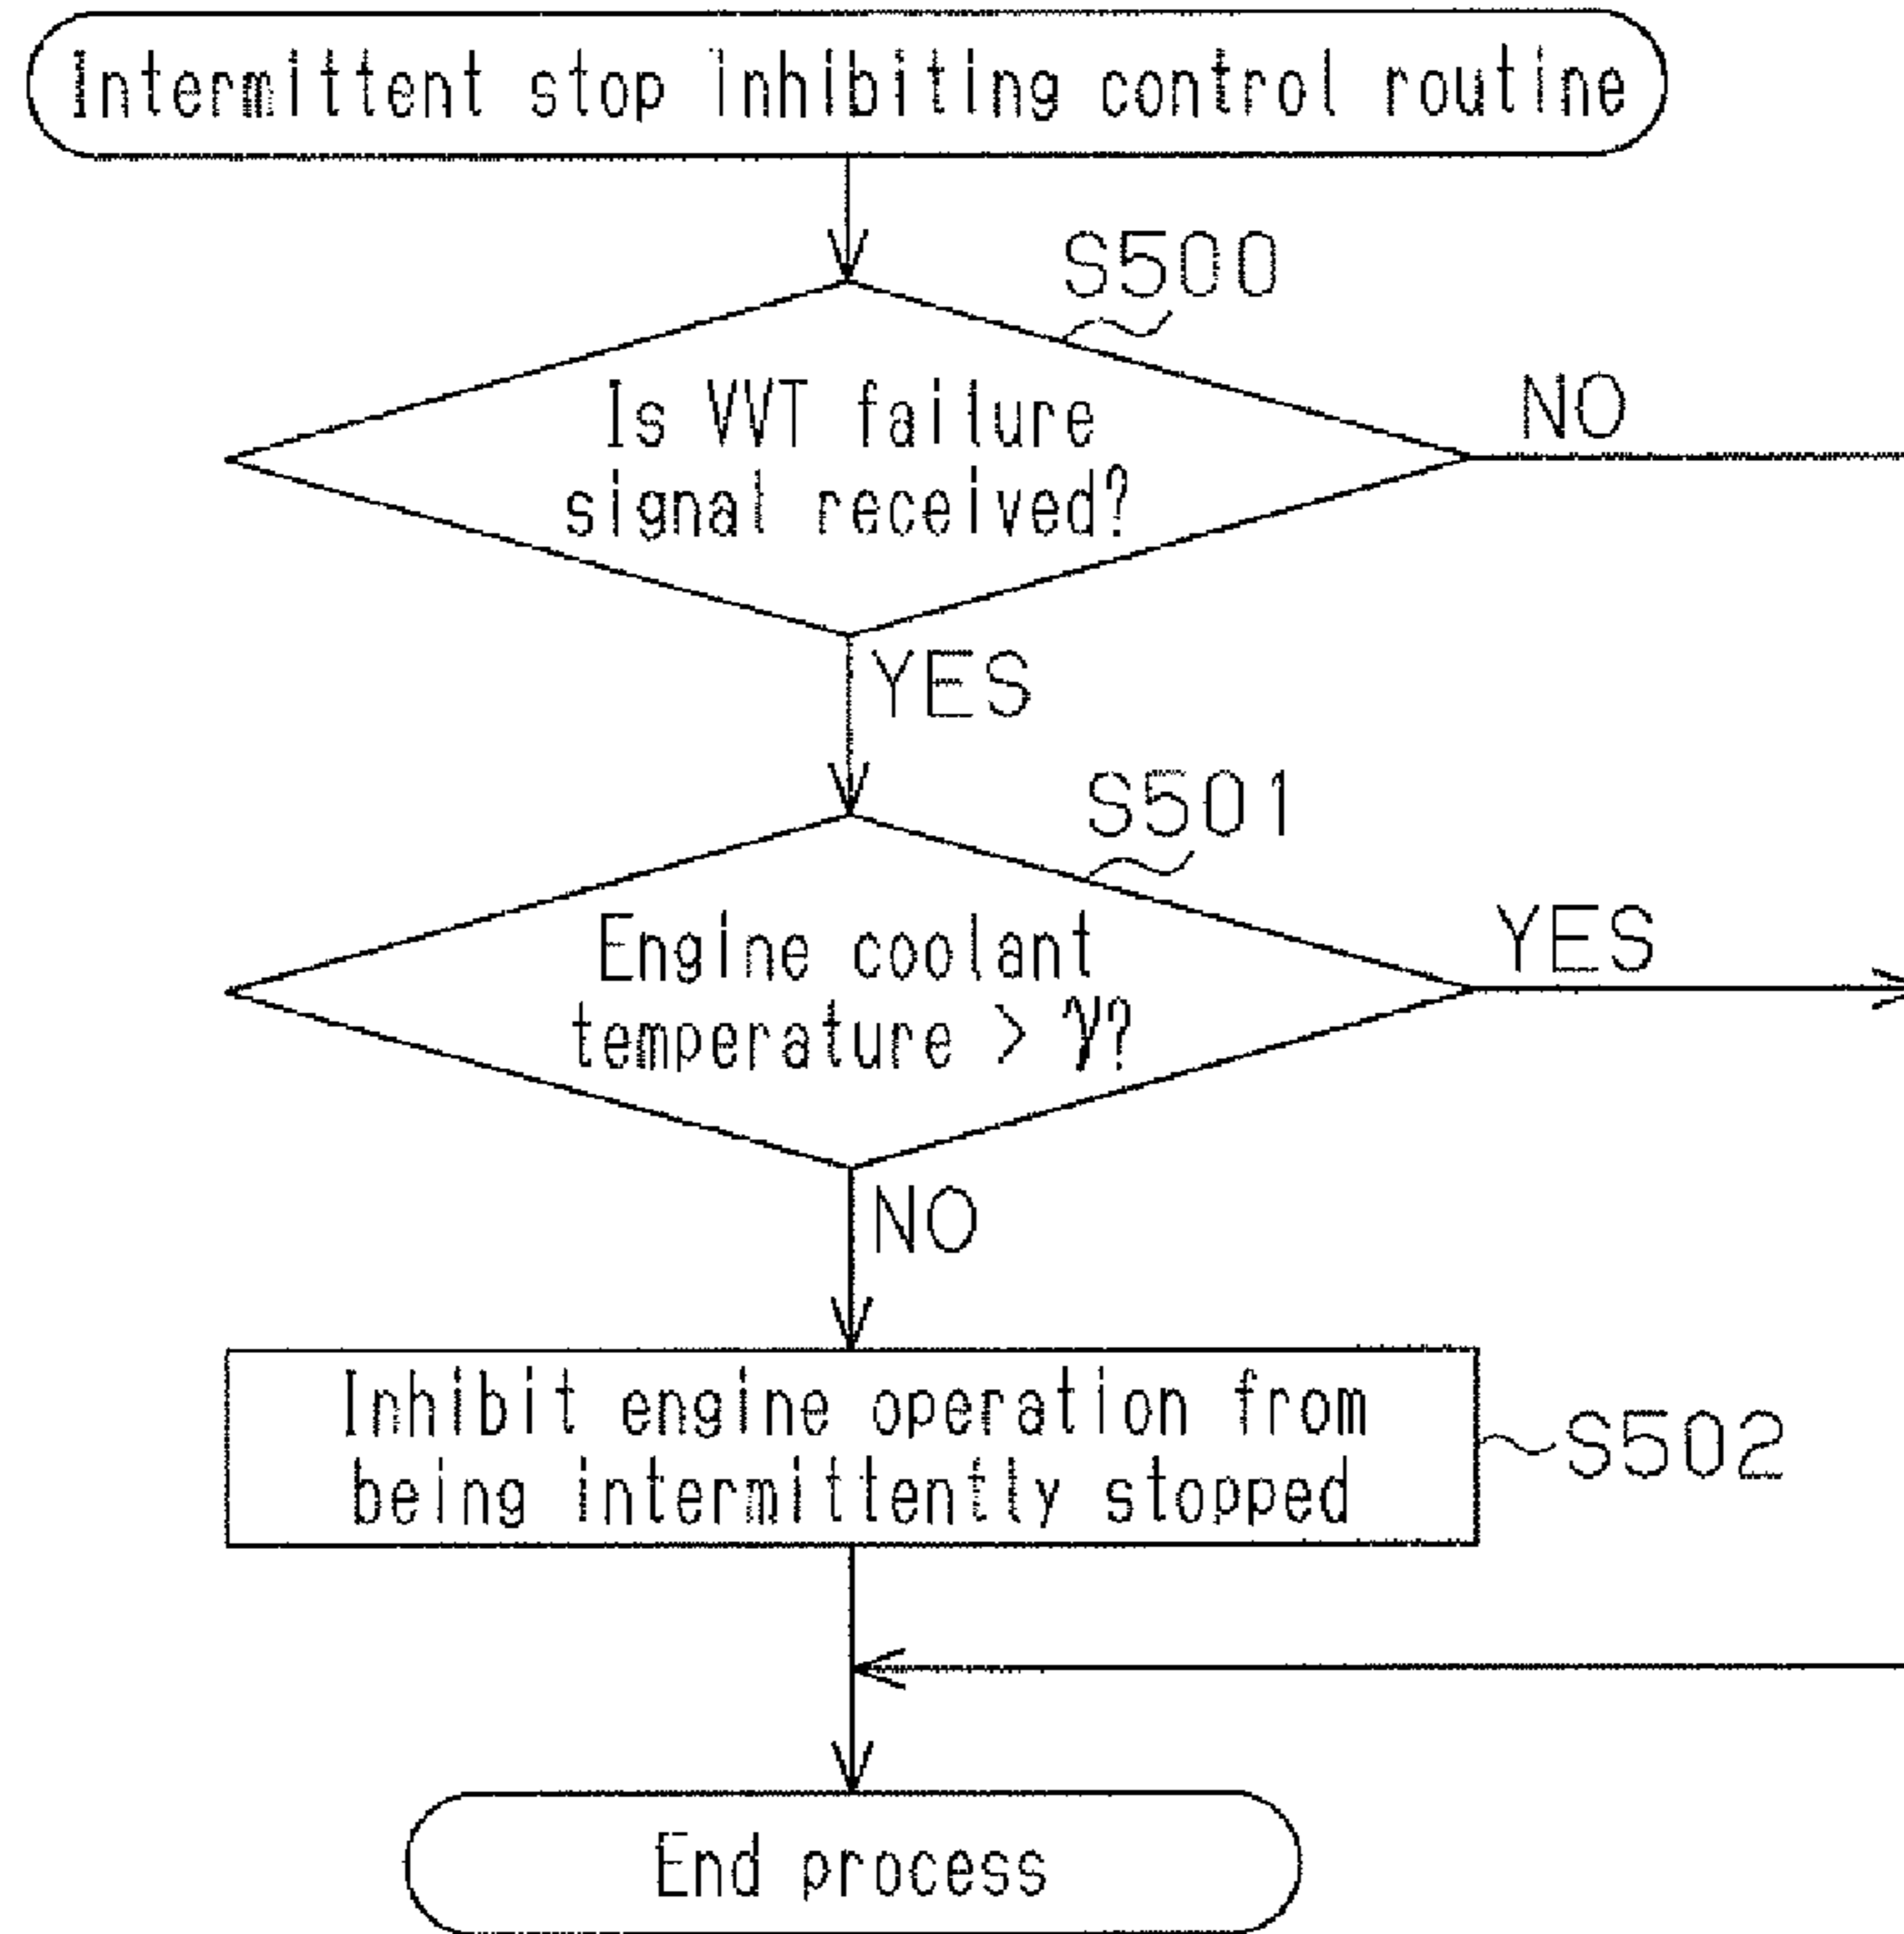 Intermittent stop inhibiting control routine
S500
Is VVT failure
signal received?
NO
YES
S501
Engine coolant
temperature > γ?
YES
NO
Inhibit engine operation from
being intermittently stopped
S502
End process